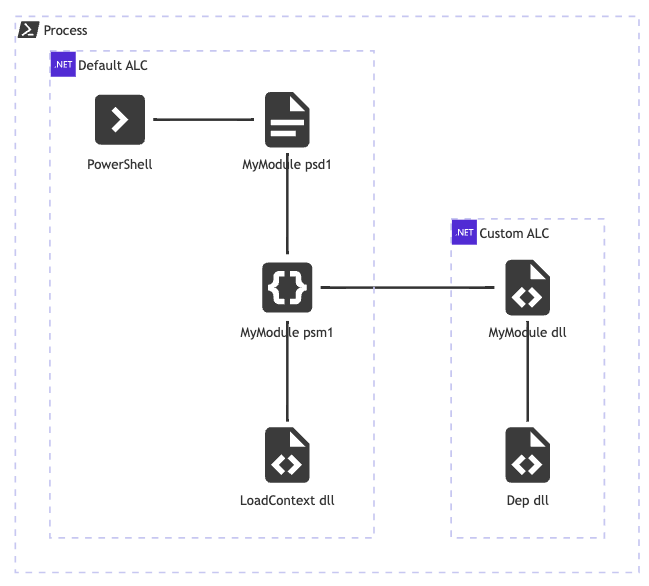 Process
.NET Default ALC
PowerShell
MyModule psd1
.NET Custom ALC
MyModule psm1
MyModule dll
LoadContext dll
Dep dll